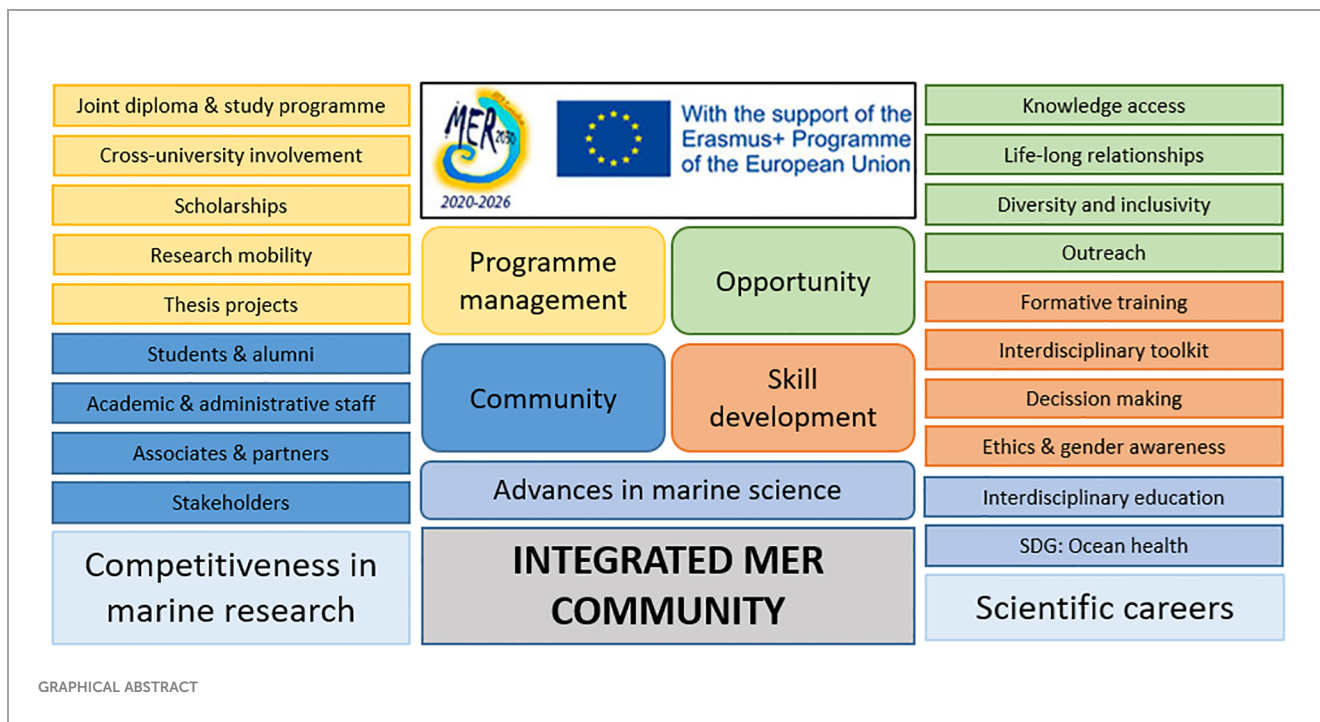 Joint diploma & study programme
Cross-university involvement
Scholarships
Research mobility
Thesis projects
Students & alumni
Academic & administrative staff
Associates & partners
Stakeholders
Competitiveness in
marine research
MER 2030
2020-2026
With the support of the
Erasmus+ Programme
of the European Union
Programme
management
Opportunity
Community
Skill
development
Advances in marine science
INTEGRATED MER
COMMUNITY
Knowledge access
Life-long relationships
Diversity and inclusivity
Outreach
Formative training
Interdisciplinary toolkit
Decission making
Ethics & gender awareness
Interdisciplinary education
SDG: Ocean health
Scientific careers
GRAPHICAL ABSTRACT